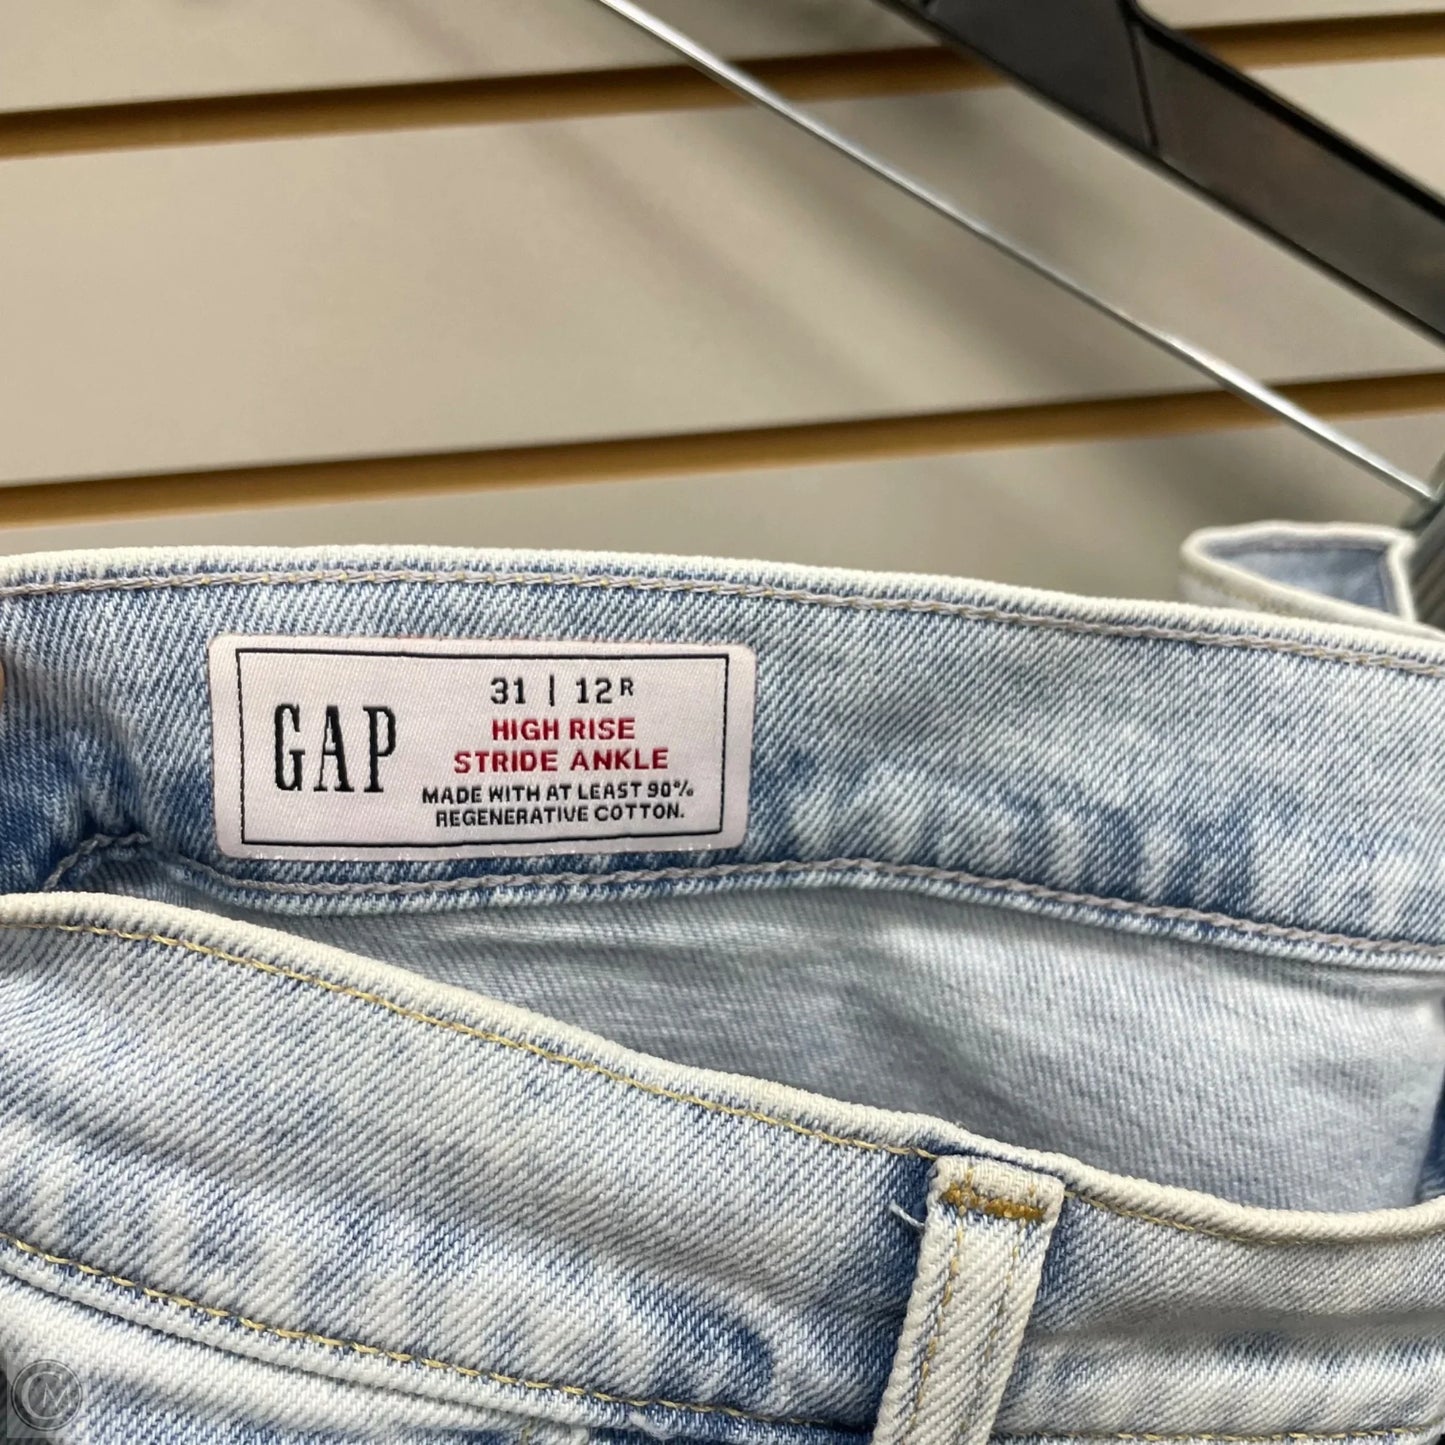 GAP
31 | 12R
HIGH RISE
STRIDE ANKLE
MADE WITH AT LEAST 90%
REGENERATIVE COTTON.